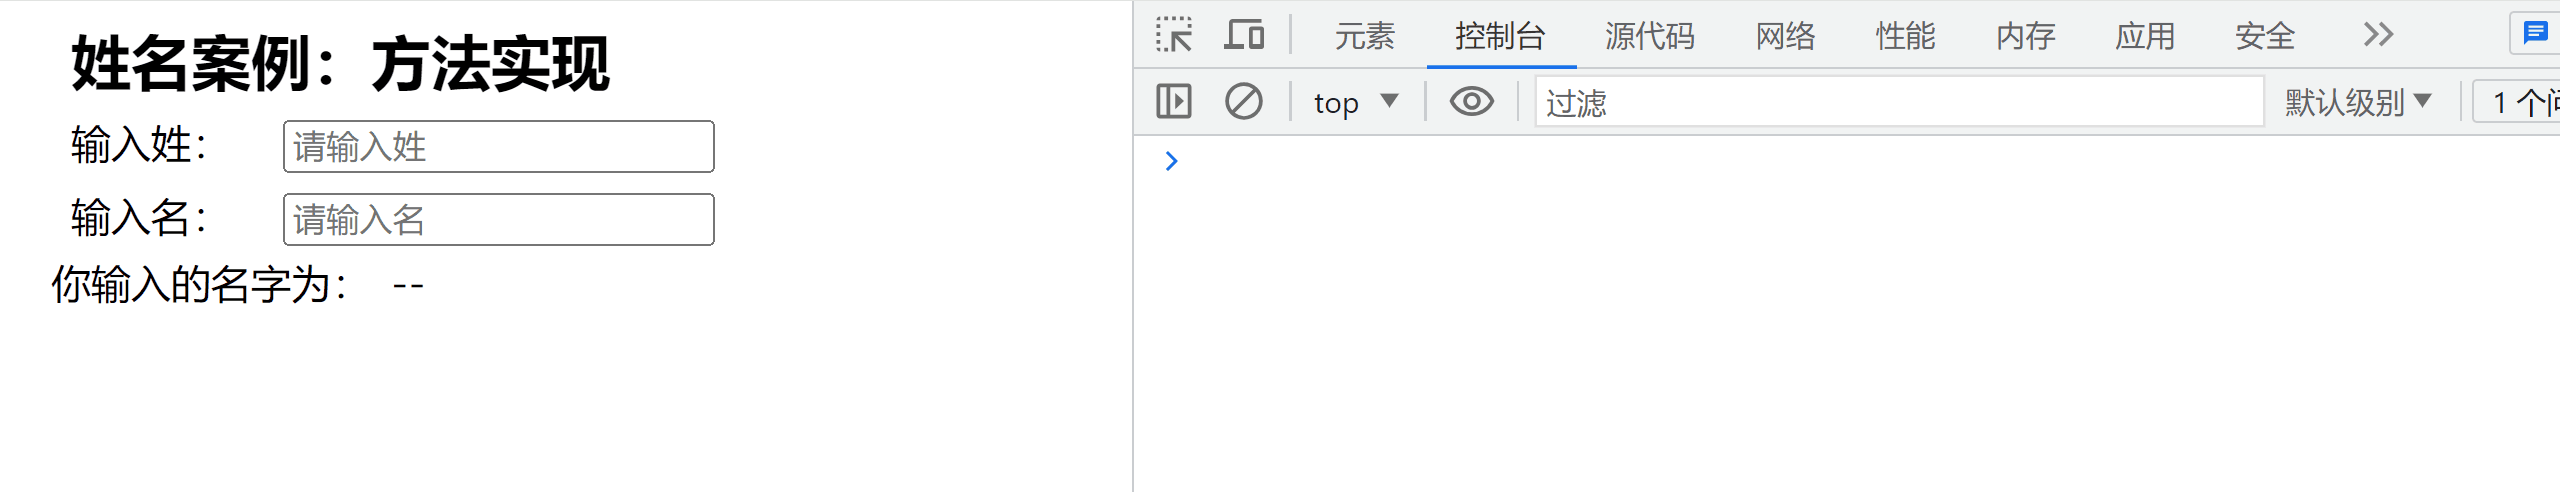 姓名案例：方法实现
输入姓： 请输入姓
输入名： 请输入名
你输入的名字为： --
元素 控制台 源代码 网络 性能 内存 应用 安全
top 过滤 默认级别 1 个